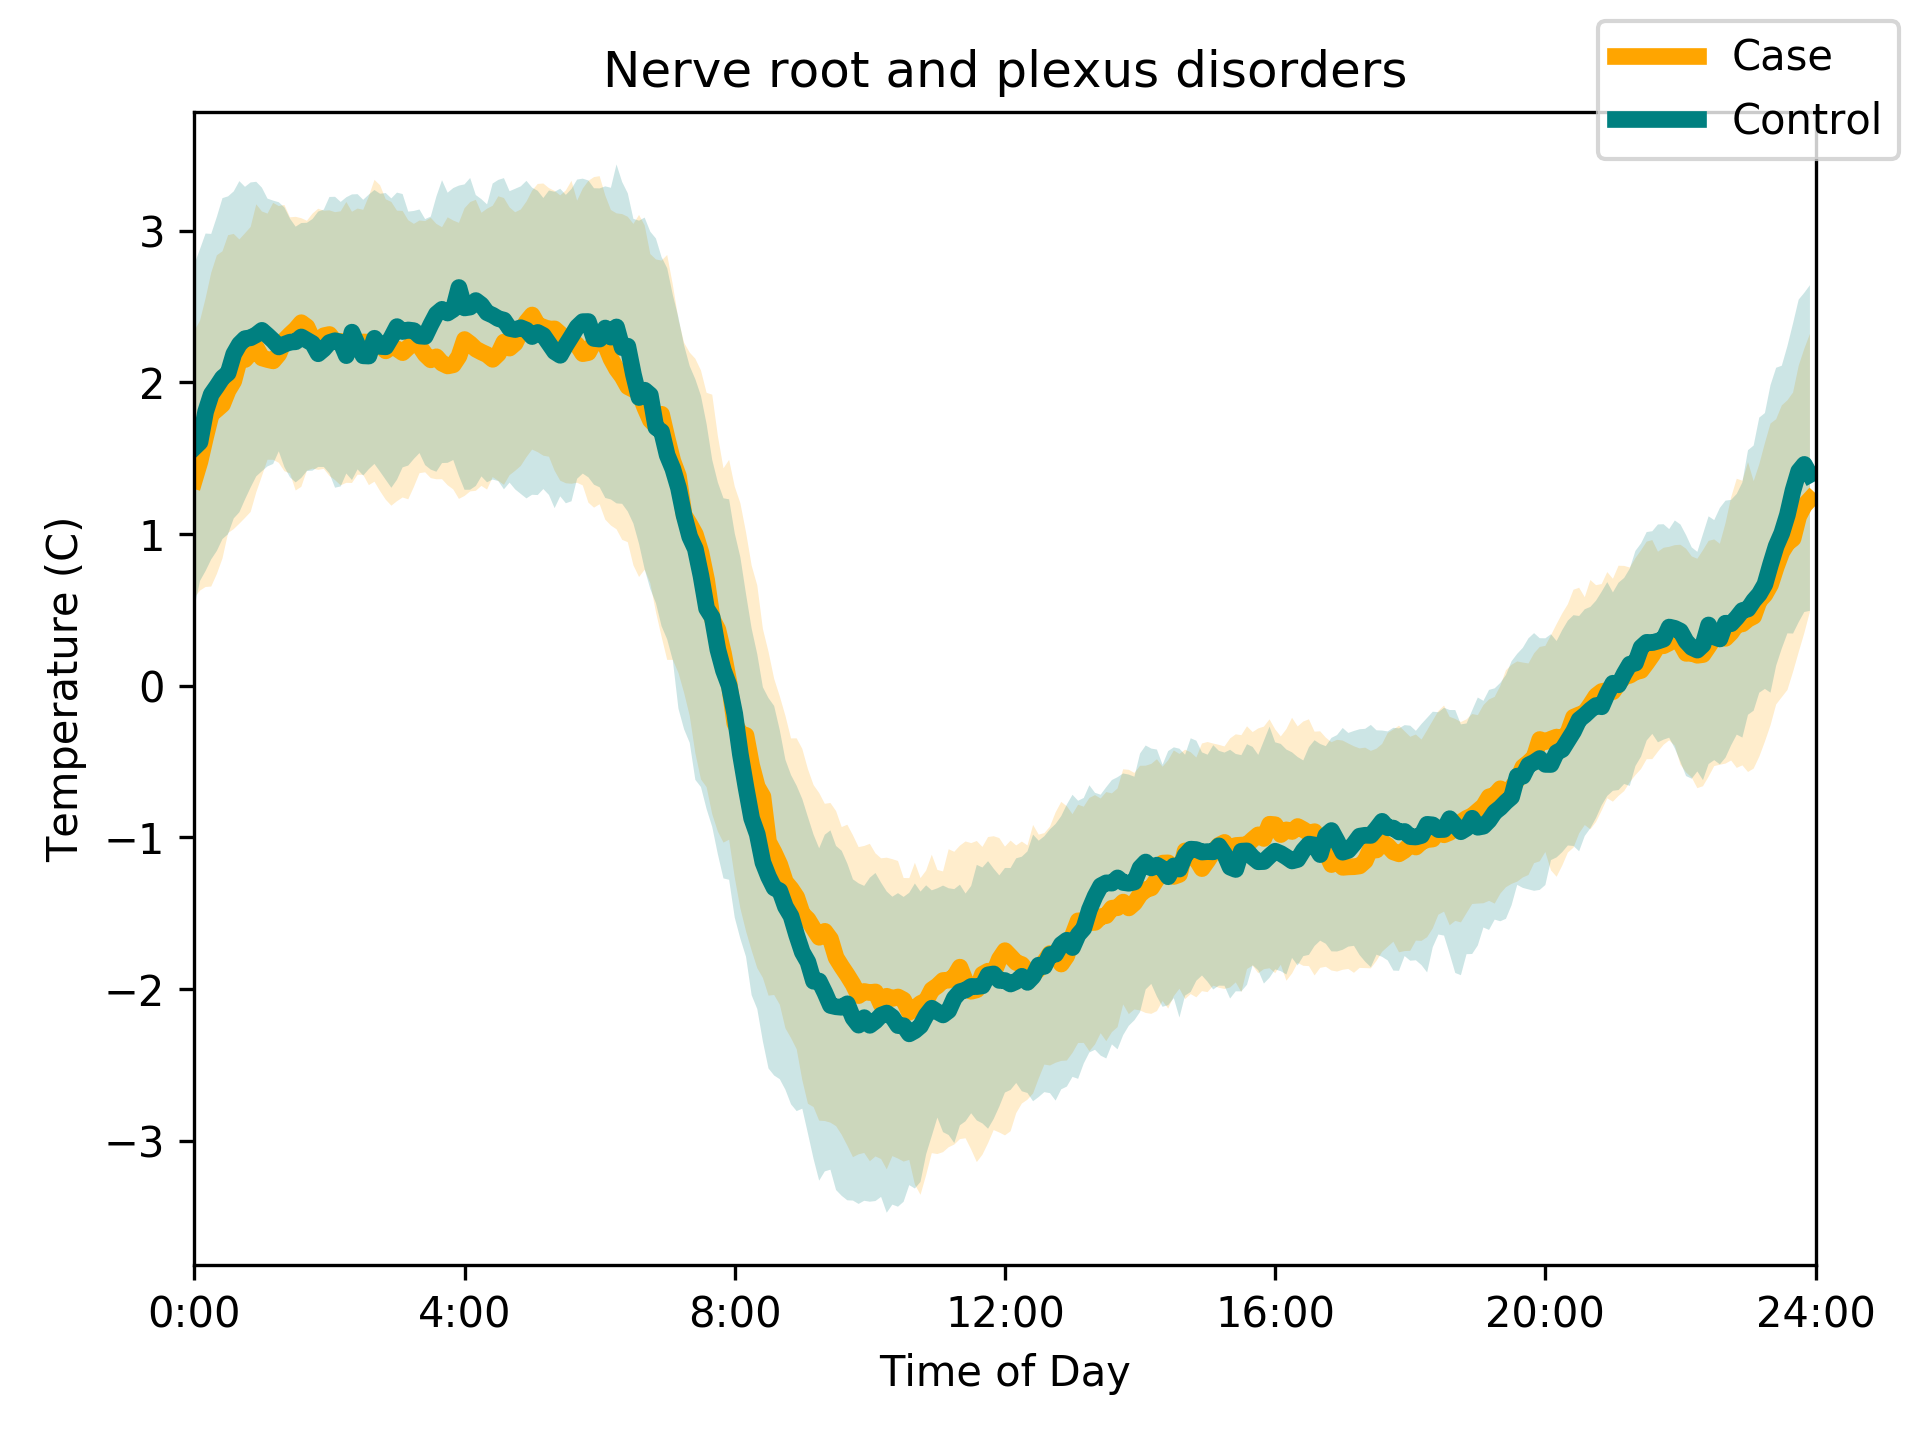 Nerve root and plexus disorders
Case
Control
Temperature (C)
3
2
1
0
−1
−2
−3
0:00 4:00 8:00 12:00 16:00 20:00 24:00
Time of Day